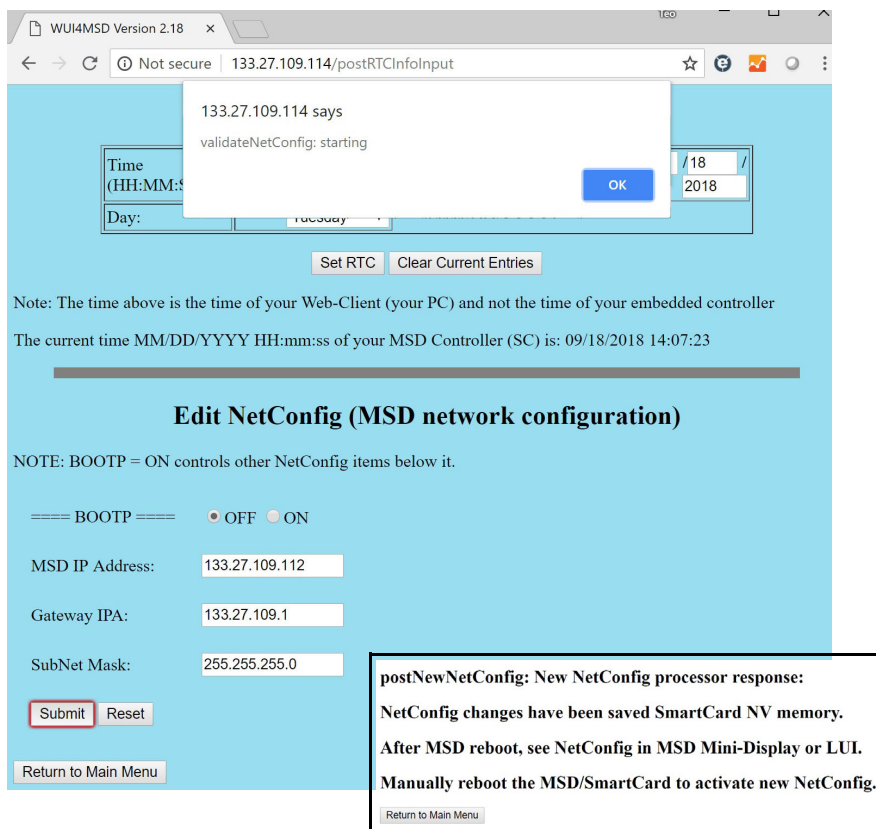 Teo
WUI4MSD Version 2.18
Not secure 133.27.109.114/postRTCInfoInput
133.27.109.114 says
validateNetConfig: starting
OK
Time
(HH:MM:
/ 18 /
2018
Day:
Tuesday
Set RTC Clear Current Entries
Note: The time above is the time of your Web-Client (your PC) and not the time of your embedded controller
The current time MM/DD/YYYY HH:mm:ss of your MSD Controller (SC) is: 09/18/2018 14:07:23
Edit NetConfig (MSD network configuration)
NOTE: BOOTP = ON controls other NetConfig items below it.
==== BOOTP ==== OFF ON
MSD IP Address: 133.27.109.112
Gateway IPA: 133.27.109.1
SubNet Mask: 255.255.255.0
Submit Reset
Return to Main Menu
postNewNetConfig: New NetConfig processor response:
NetConfig changes have been saved SmartCard NV memory.
After MSD reboot, see NetConfig in MSD Mini-Display or LUI.
Manually reboot the MSD/SmartCard to activate new NetConfig.
Return to Main Menu